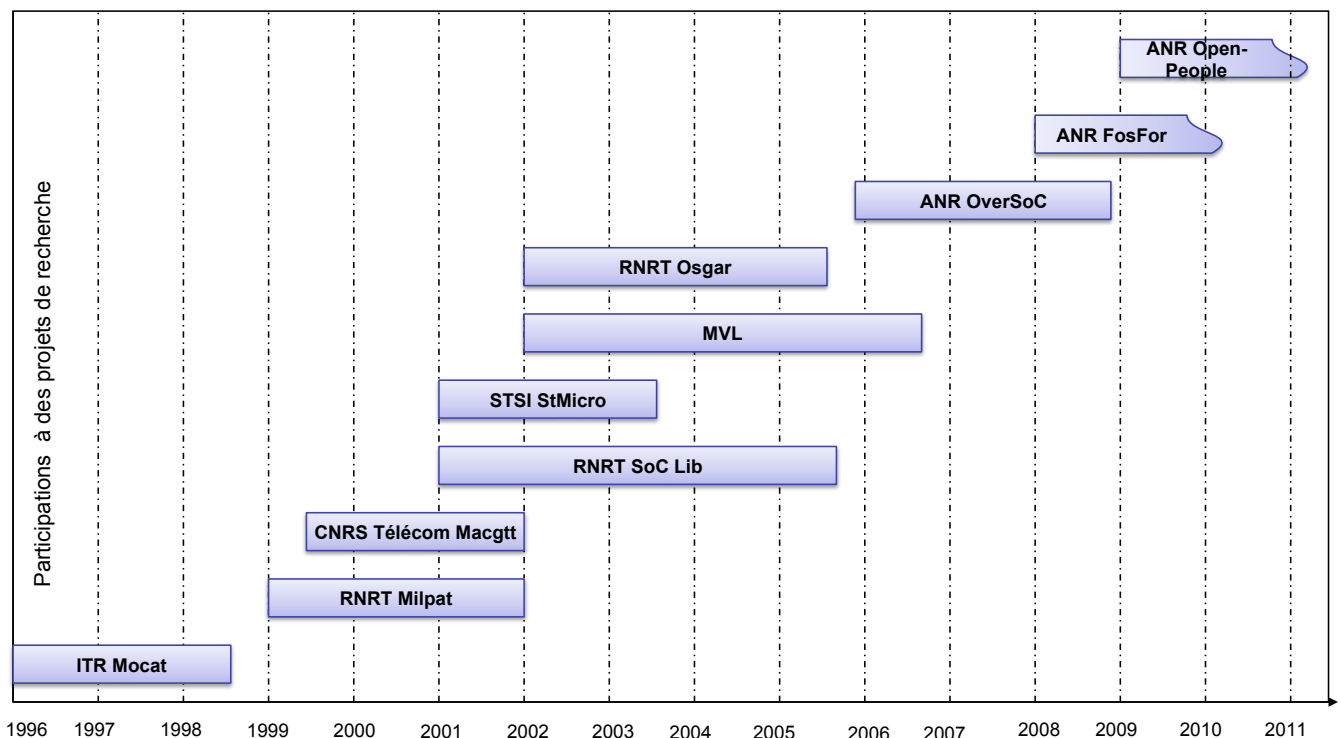 ANR Open-
People
ANR FosFor
ANR OverSoC
RNRT Osgar
MVL
STSI StMicro
RNRT SoC Lib
CNRS Télécom Macgtt
RNRT Milpat
ITR Mocat
Participations à des projets de recherche
1996 1997 1998 1999 2000 2001 2002 2003 2004 2005 2006 2007 2008 2009 2010 2011